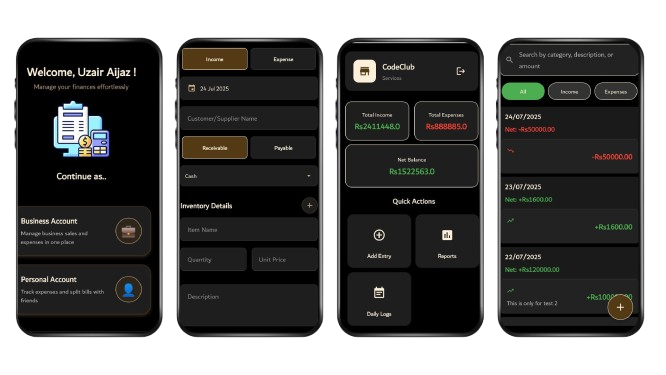 Welcome, Uzair Aijaz !
Manage your finances effortlessly
Continue as..
Business Account
Manage business sales and
expenses in one place
Personal Account
Track expenses and split bills with
friends
Income
Expense
24 Jul 2025
Customer/Supplier Name
Receivable
Payable
Cash
Inventory Details
Item Name
Quantity
Unit Price
Description
CodeClub
Services
Total Income
Rs2411448.0
Total Expenses
Rs888885.0
Net Balance
Rs1522563.0
Quick Actions
Add Entry
Reports
Daily Logs
Search by category, description, or
amount
All
Income
Expenses
24/07/2025
Net: -Rs50000.00
-Rs50000.00
23/07/2025
Net: +Rs1600.00
+Rs1600.00
22/07/2025
Net: +Rs120000.00
This is only for test 2